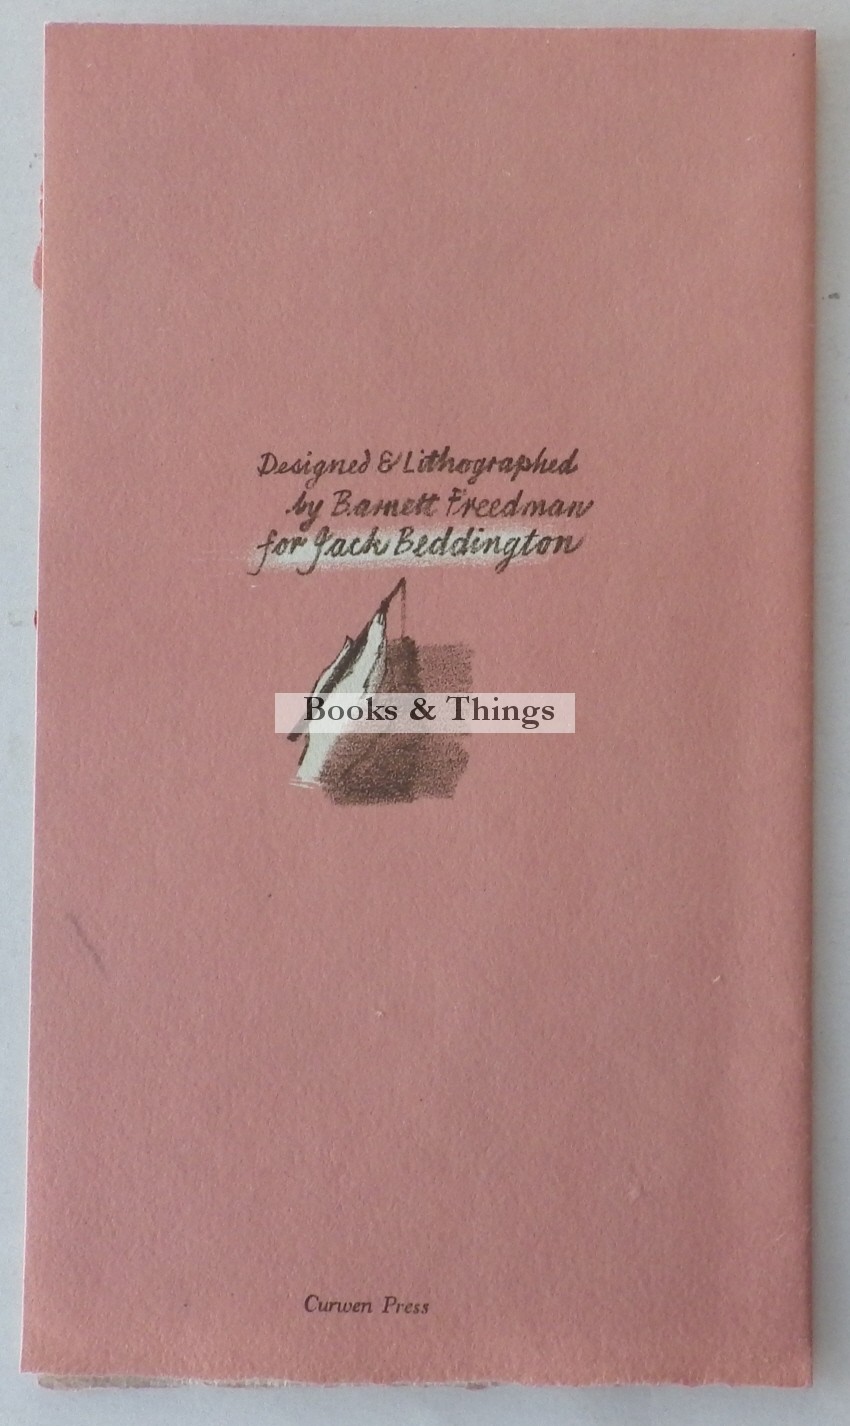 Designed & Lithographed
by Barnett Freedman
for Jack Beddington
Books & Things
Curwen Press